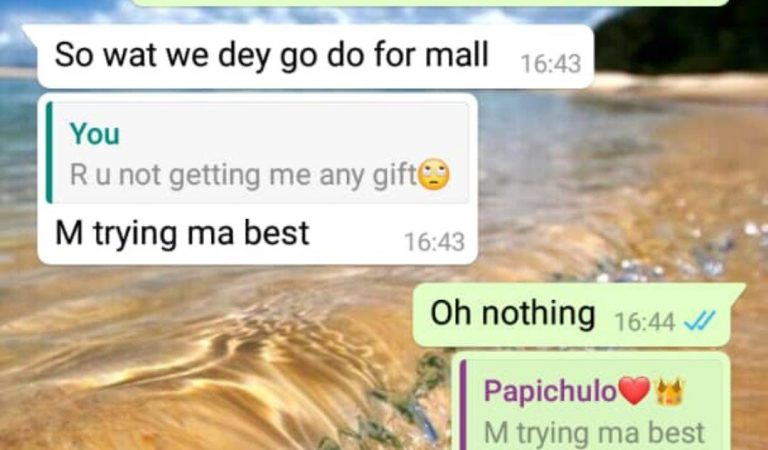 So wat we dey go do for mall 16:43
You
R u not getting me any gift🙄
M trying ma best 16:43
Oh nothing 16:44
Papichulo❤️👑
M trying ma best